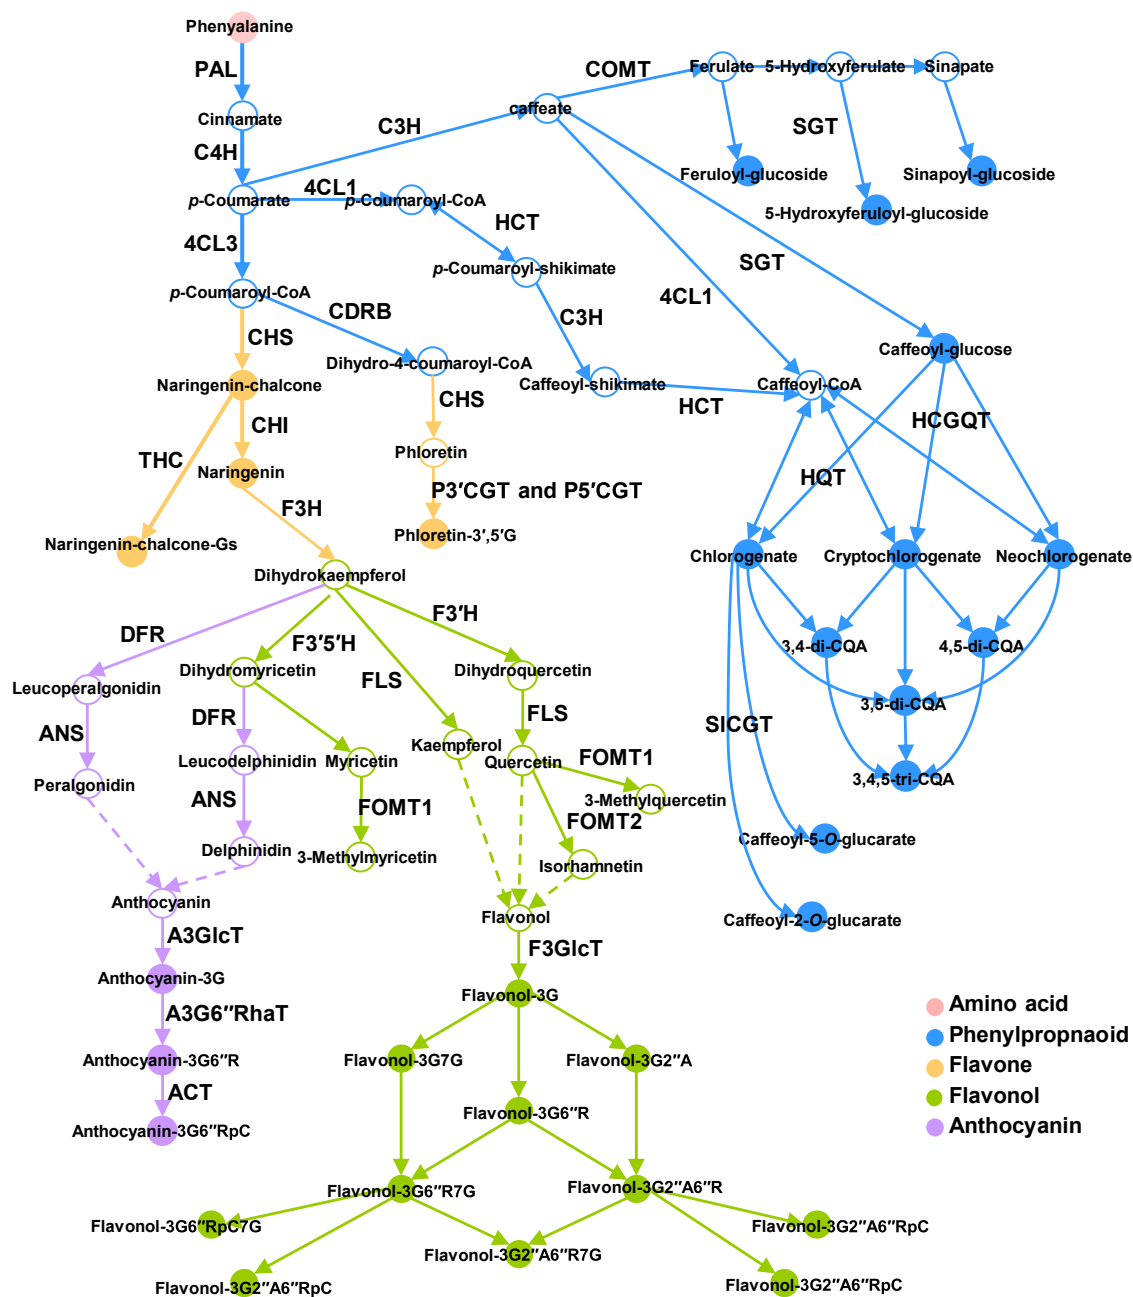 Phenyalanine
PAL
Cinnamate
C4H
p-Coumarate
4CL3
p-Coumaroyl-CoA
C3H
4CL1
p-Coumaroyl-CoA
HCT
p-Coumaroyl-shikimate
C3H
Caffeoyl-shikimate
HCT
caffeate
COMT
Ferulate
5-Hydroxyferulate
Sinapate
SGT
Feruloyl-glucoside
Sinapoyl-glucoside
5-Hydroxyferuloyl-glucoside
SGT
4CL1
Caffeoyl-glucose
Caffeoyl-CoA
HCGQT
HQT
Chlorogenate
Cryptochlorogenate
Neochlorogenate
3,4-di-CQA
4,5-di-CQA
3,5-di-CQA
3,4,5-tri-CQA
SlCGT
Caffeoyl-5-O-glucarate
Caffeoyl-2-O-glucarate
CHS
CDRB
Dihydro-4-coumaroyl-CoA
Naringenin-chalcone
CHS
CHI
Phloretin
THC
Naringenin
P3′CGT and P5′CGT
F3H
Phloretin-3′,5′G
Naringenin-chalcone-Gs
Dihydrokaempferol
DFR
F3′5′H
F3′H
FLS
Leucoperalgonidin
Dihydromyricetin
Dihydroquercetin
ANS
DFR
FLS
Kaempferol
Quercetin
FOMT1
Peralgonidin
Leucodelphinidin
Myricetin
3-Methylquercetin
ANS
FOMT1
FOMT2
Delphinidin
3-Methylmyricetin
Isorhamnetin
Anthocyanin
Flavonol
A3GlcT
F3GlcT
Anthocyanin-3G
Flavonol-3G
A3G6″RhaT
Anthocyanin-3G6″R
Flavonol-3G7G
Flavonol-3G2″A
ACT
Flavonol-3G6″R
Anthocyanin-3G6″RpC
Flavonol-3G6″R7G
Flavonol-3G2″A6″R
Flavonol-3G6″RpC7G
Flavonol-3G2″A6″R7G
Flavonol-3G2″A6″RpC
Flavonol-3G2″A6″RpC
Flavonol-3G2″A6″RpC
Amino acid
Phenylpropnaoid
Flavone
Flavonol
Anthocyanin